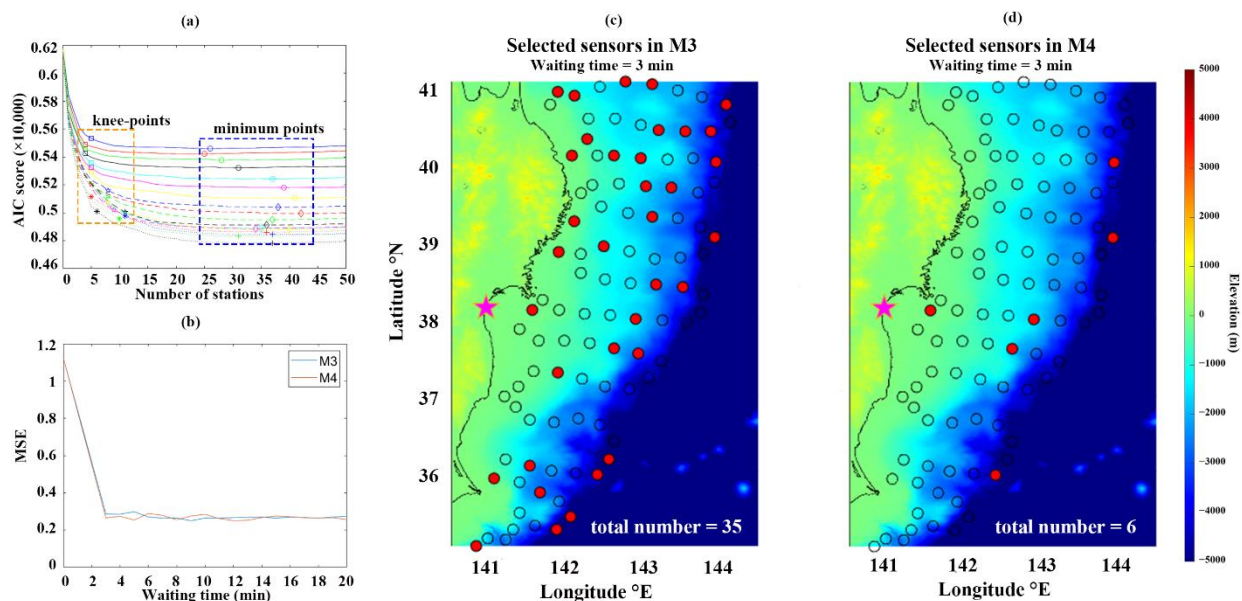 (a)
0.62
0.6
0.58
0.56
0.54
0.52
0.5
0.48
0.46
AIC score (×10,000)
knee-points
minimum points
0 5 10 15 20 25 30 35 40 45 50
Number of stations
(b)
1.2
1
0.8
0.6
0.4
0.2
0
MSE
M3
M4
0 2 4 6 8 10 12 14 16 18 20
Waiting time (min)
(c)
Selected sensors in M3
Waiting time = 3 min
41
40
39
38
37
36
Latitude °N
total number = 35
141 142 143 144
Longitude °E
(d)
Selected sensors in M4
Waiting time = 3 min
total number = 6
141 142 143 144
Longitude °E
5000
4000
3000
2000
1000
0
−1000
−2000
−3000
−4000
−5000
Elevation (m)